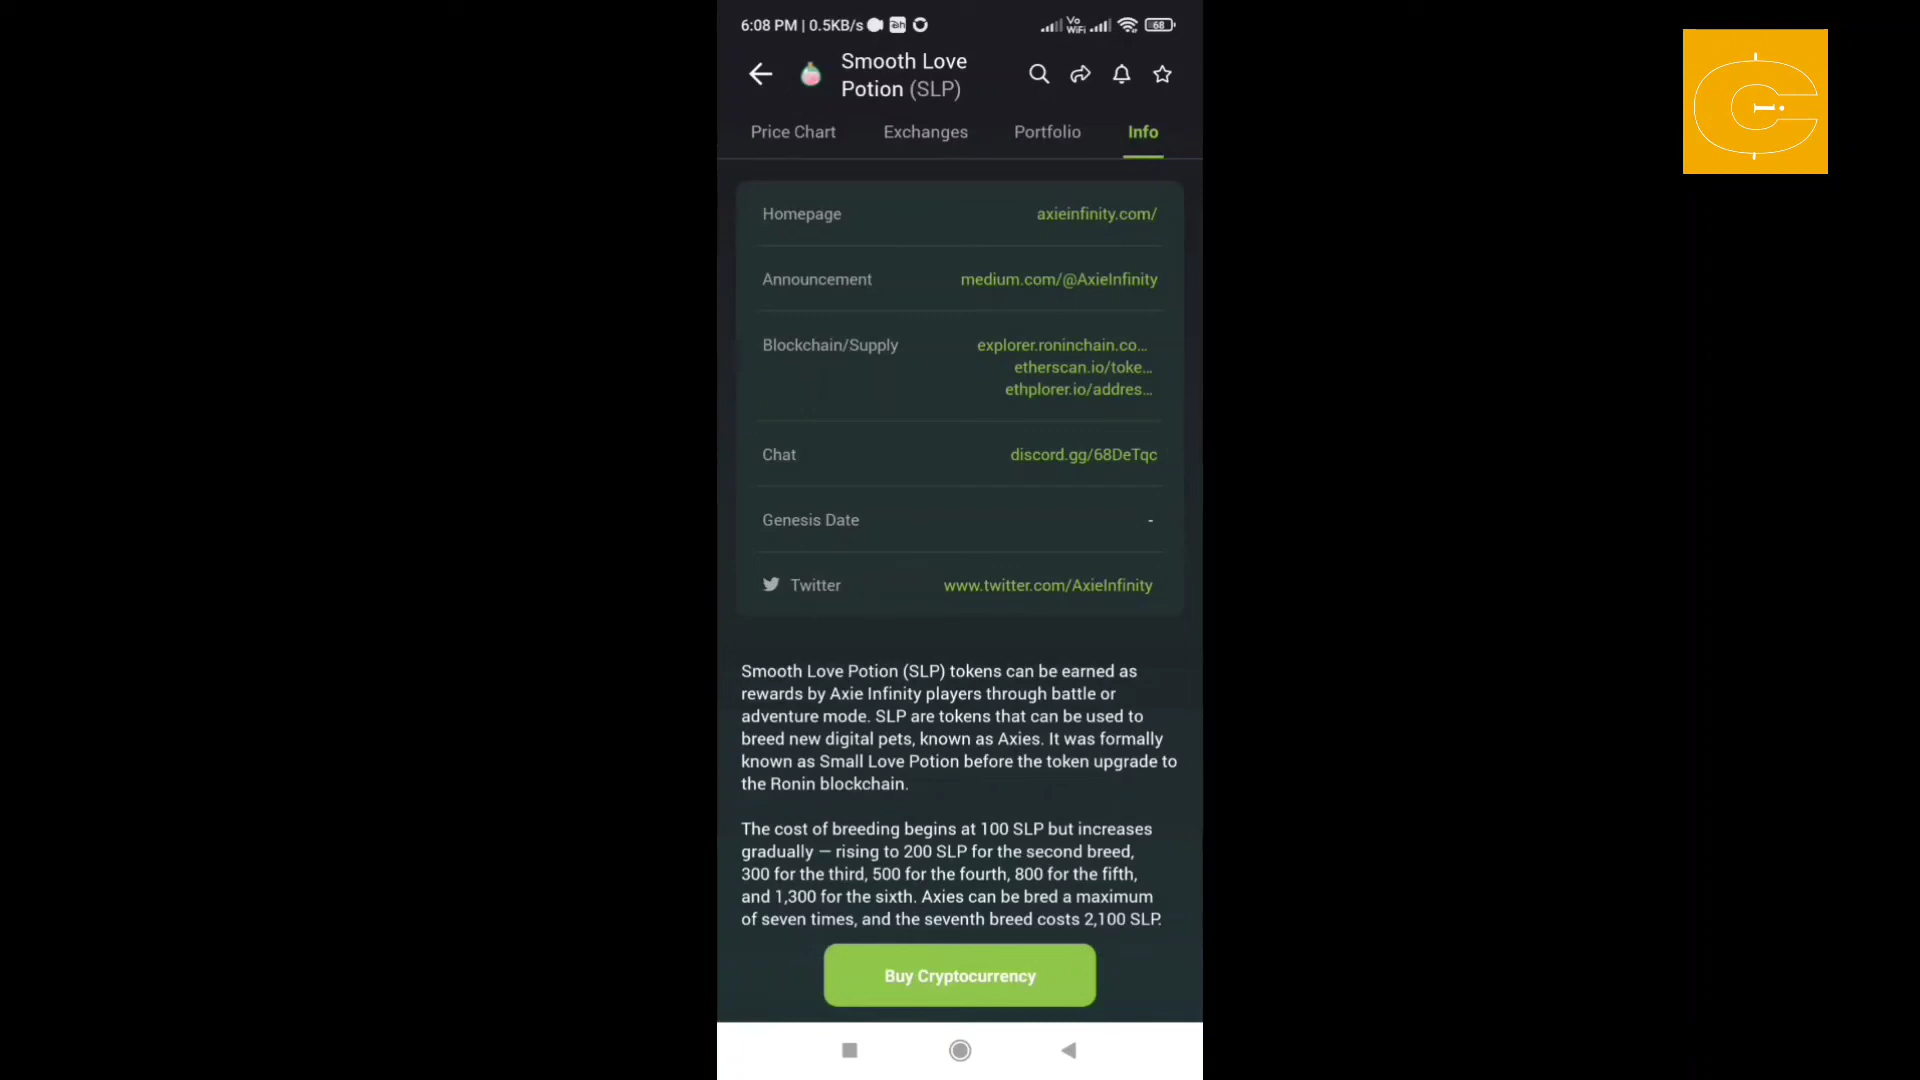 6:08 PM | 0.5KB/s
Vo
WiFi
68
Smooth Love
Potion (SLP)
Price Chart
Exchanges
Portfolio
Info
Homepage
axieinfinity.com/
Announcement
medium.com/@AxieInfinity
Blockchain/Supply
explorer.roninchain.co...
etherscan.io/toke...
ethplorer.io/addres...
Chat
discord.gg/68DeTqc
Genesis Date
-
Twitter
www.twitter.com/AxieInfinity
Smooth Love Potion (SLP) tokens can be earned as
rewards by Axie Infinity players through battle or
adventure mode. SLP are tokens that can be used to
breed new digital pets, known as Axies. It was formally
known as Small Love Potion before the token upgrade to
the Ronin blockchain.
The cost of breeding begins at 100 SLP but increases
gradually — rising to 200 SLP for the second breed,
300 for the third, 500 for the fourth, 800 for the fifth,
and 1,300 for the sixth. Axies can be bred a maximum
of seven times, and the seventh breed costs 2,100 SLP.
Buy Cryptocurrency